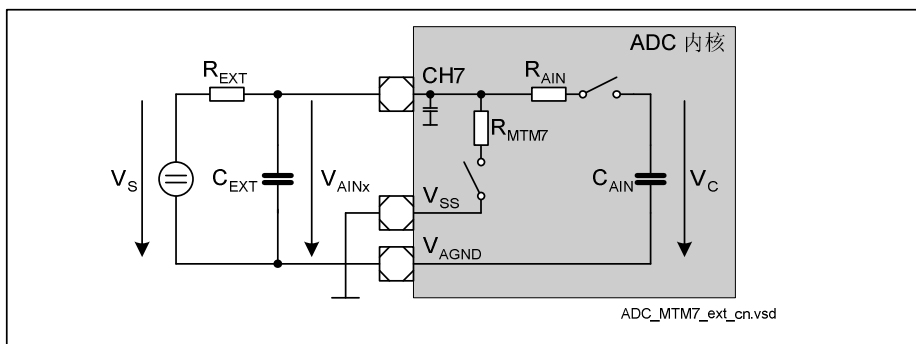 ADC 内核
R_EXT
CH7
R_AIN
R_MTM7
V_S
C_EXT
V_AINx
V_SS
C_AIN
V_C
V_AGND
ADC_MTM7_ext_cn.vsd